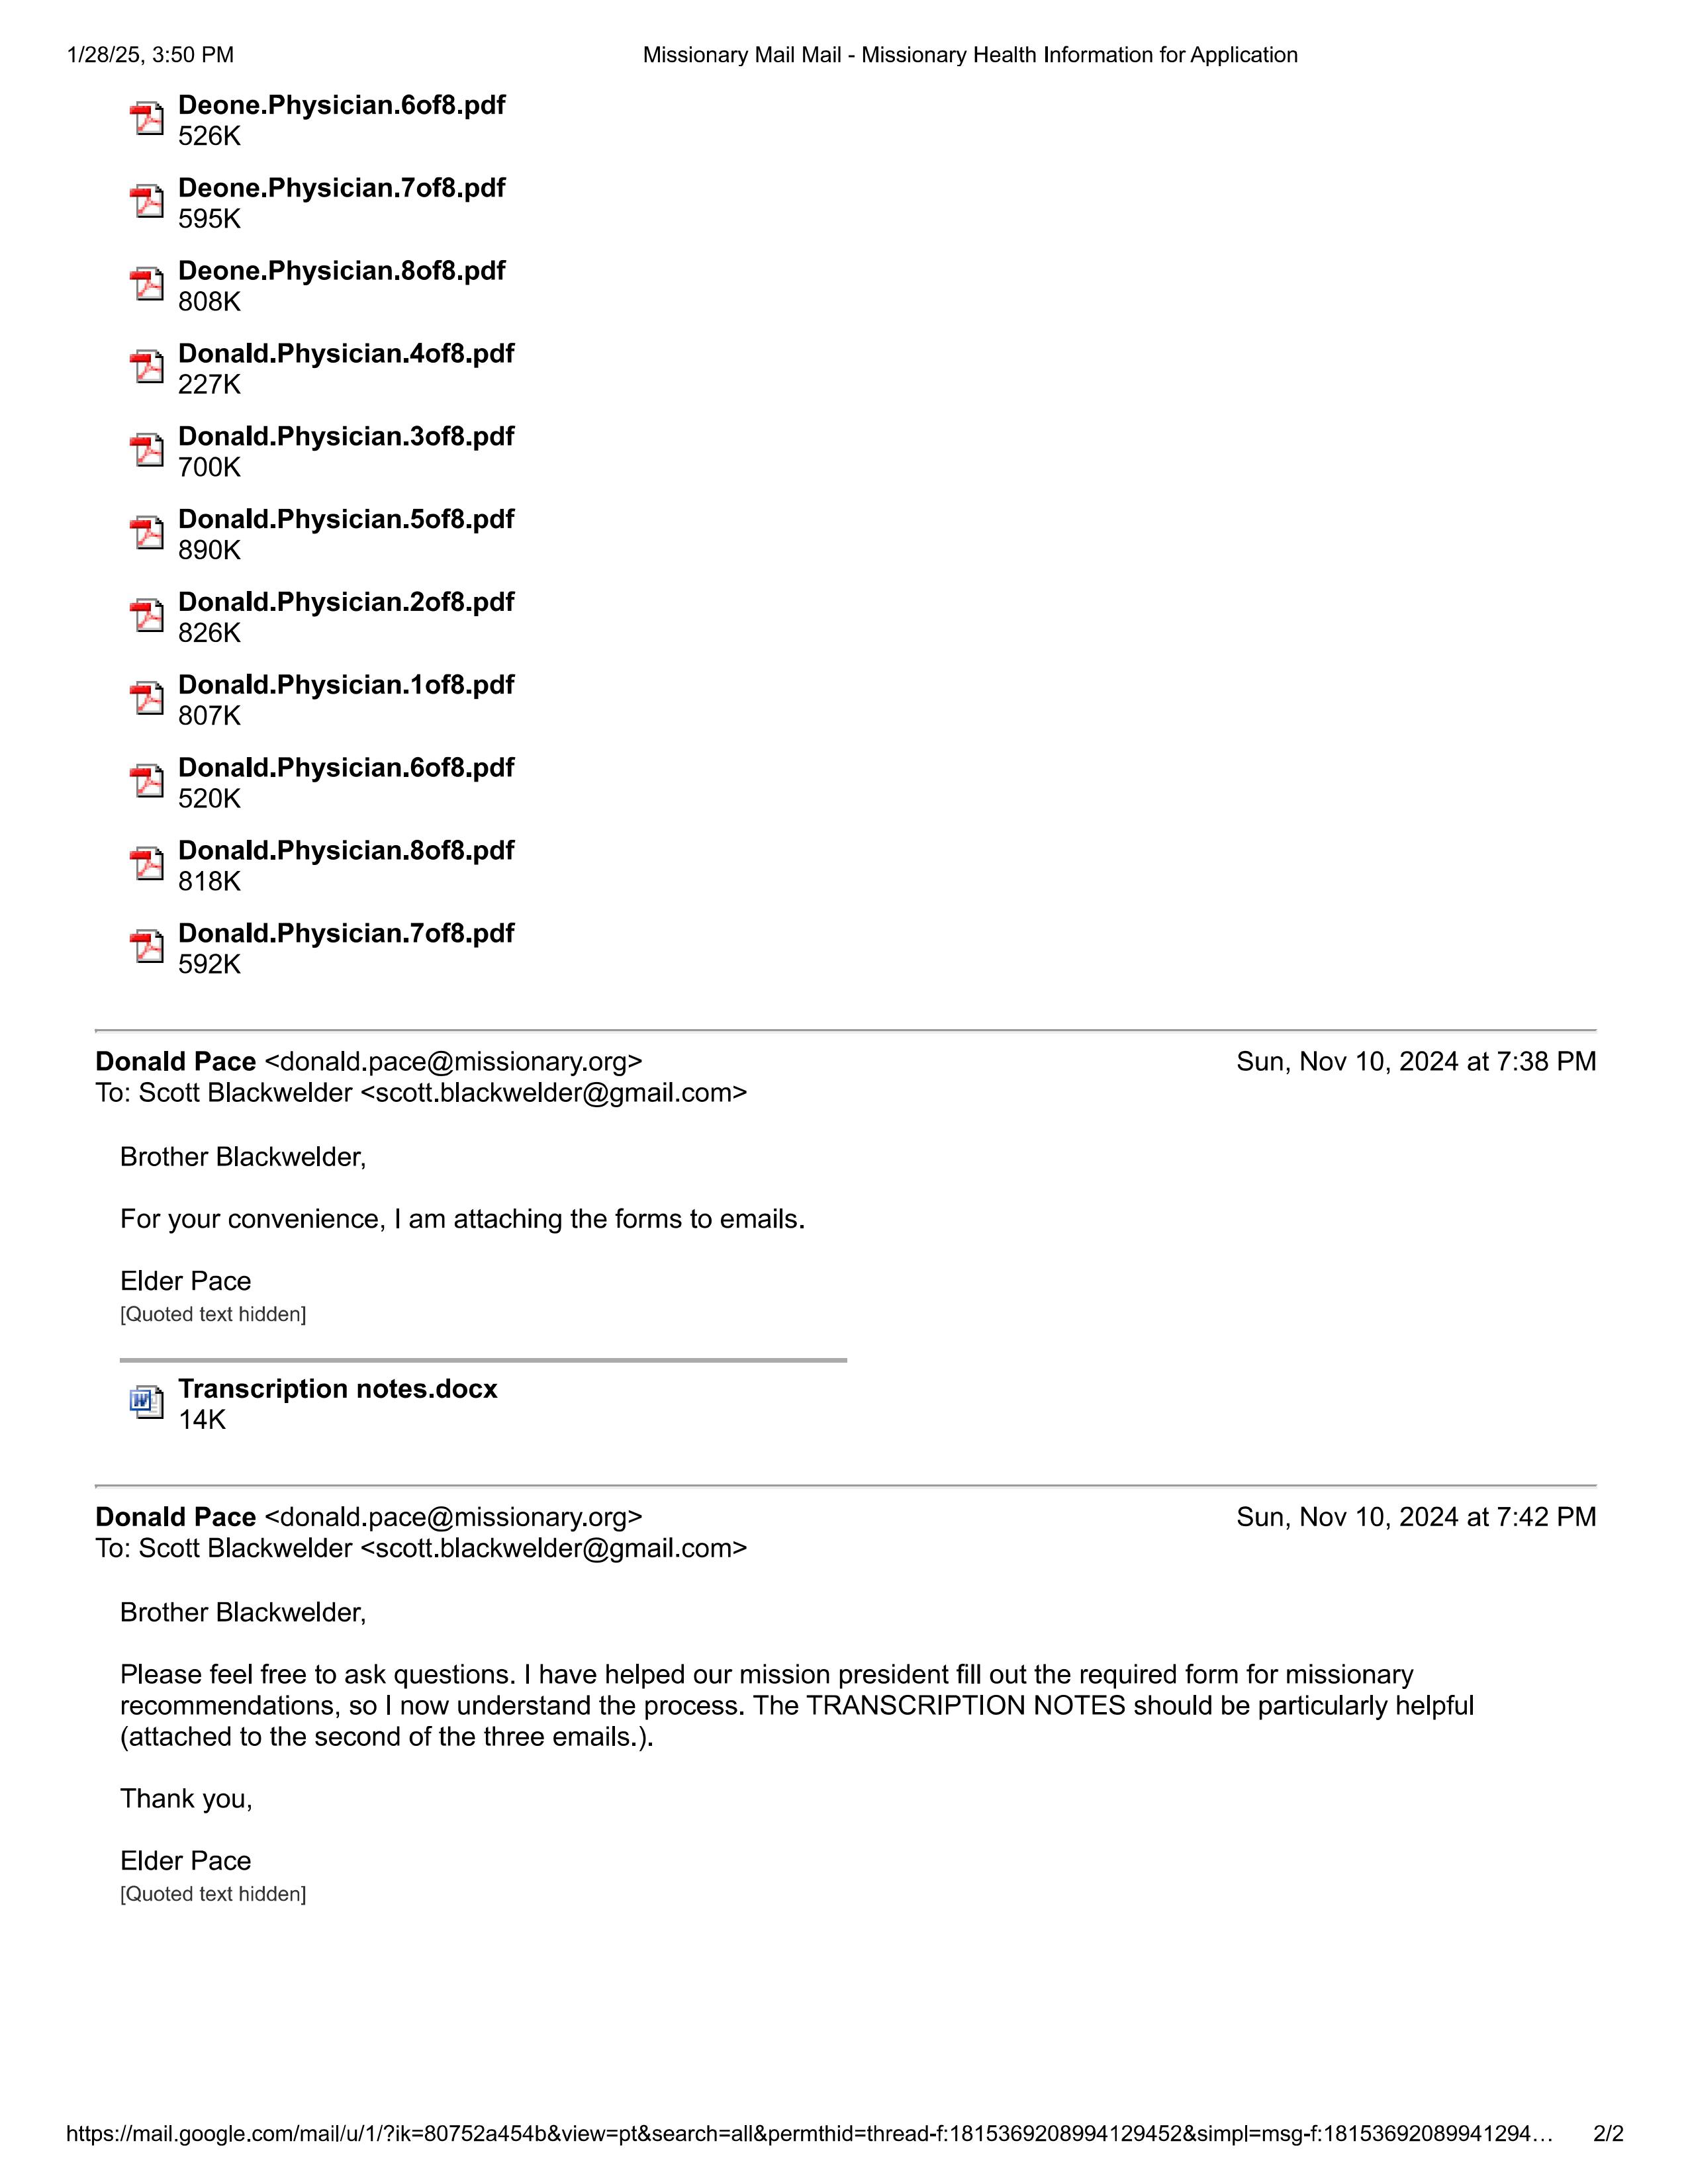 1/28/25, 3:50 PM
Missionary Mail Mail - Missionary Health Information for Application
Deone.Physician.6of8.pdf
526K
Deone.Physician.7of8.pdf
595K
Deone.Physician.8of8.pdf
808K
Donald.Physician.4of8.pdf
227K
Donald.Physician.3of8.pdf
700K
Donald.Physician.5of8.pdf
890K
Donald.Physician.2of8.pdf
826K
Donald.Physician.1of8.pdf
807K
Donald.Physician.6of8.pdf
520K
Donald.Physician.8of8.pdf
818K
Donald.Physician.7of8.pdf
592K
Donald Pace <donald.pace@missionary.org>
Sun, Nov 10, 2024 at 7:38 PM
To: Scott Blackwelder <scott.blackwelder@gmail.com>
Brother Blackwelder,
For your convenience, I am attaching the forms to emails.
Elder Pace
[Quoted text hidden]
Transcription notes.docx
14K
Donald Pace <donald.pace@missionary.org>
Sun, Nov 10, 2024 at 7:42 PM
To: Scott Blackwelder <scott.blackwelder@gmail.com>
Brother Blackwelder,
Please feel free to ask questions. I have helped our mission president fill out the required form for missionary
recommendations, so I now understand the process. The TRANSCRIPTION NOTES should be particularly helpful
(attached to the second of the three emails.).
Thank you,
Elder Pace
[Quoted text hidden]
https://mail.google.com/mail/u/1/?ik=80752a454b&view=pt&search=all&permthid=thread-f:1815369208994129452&simpl=msg-f:18153692089941294…
2/2